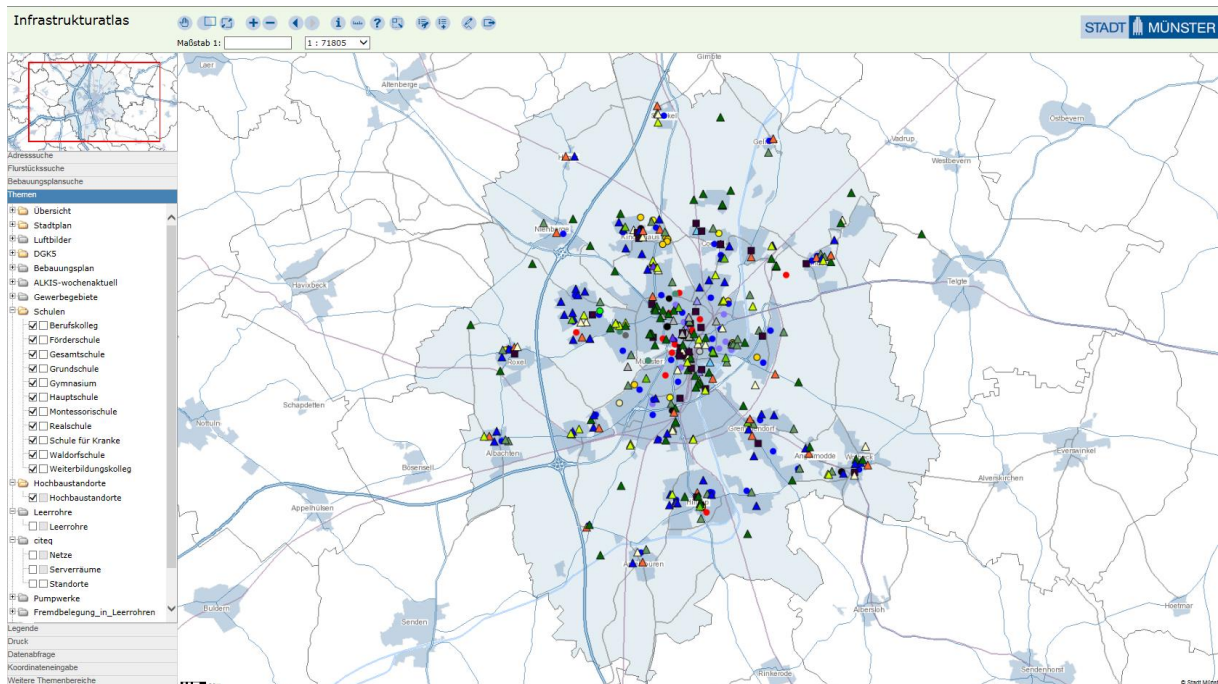 Infrastrukturatlas
STADT MÜNSTER
Maßstab 1:
1 : 71805
Adresssuche
Flurstückssuche
Bebauungsplansuche
Themen
Übersicht
Stadtplan
Luftbilder
DGK5
Bebauungsplan
ALKIS-wochenaktuell
Gewerbegebiete
Schulen
Berufskolleg
Förderschule
Gesamtschule
Grundschule
Gymnasium
Hauptschule
Montessorischule
Realschule
Schule für Kranke
Waldorfschule
Weiterbildungskolleg
Hochbaustandorte
Hochbaustandorte
Leerrohre
Leerrohre
citeq
Netze
Serverräume
Standorte
Pumpwerke
Fremdbelegung_in_Leerrohren
Legende
Druck
Datenabfrage
Koordinateneingabe
Weitere Themenbereiche
Laer
Altenberge
Gimbte
Ostbevern
Vadrup
Westbevern
Nienberge
Havixbeck
Telgte
Roxel
Schapdetten
Nottuln
Albachten
Bösensell
Everswinkel
Alverskirchen
Appelhülsen
Buldern
Senden
Albersloh
Hoetmar
Rinkerode
Sendenhorst
© Stadt Münster